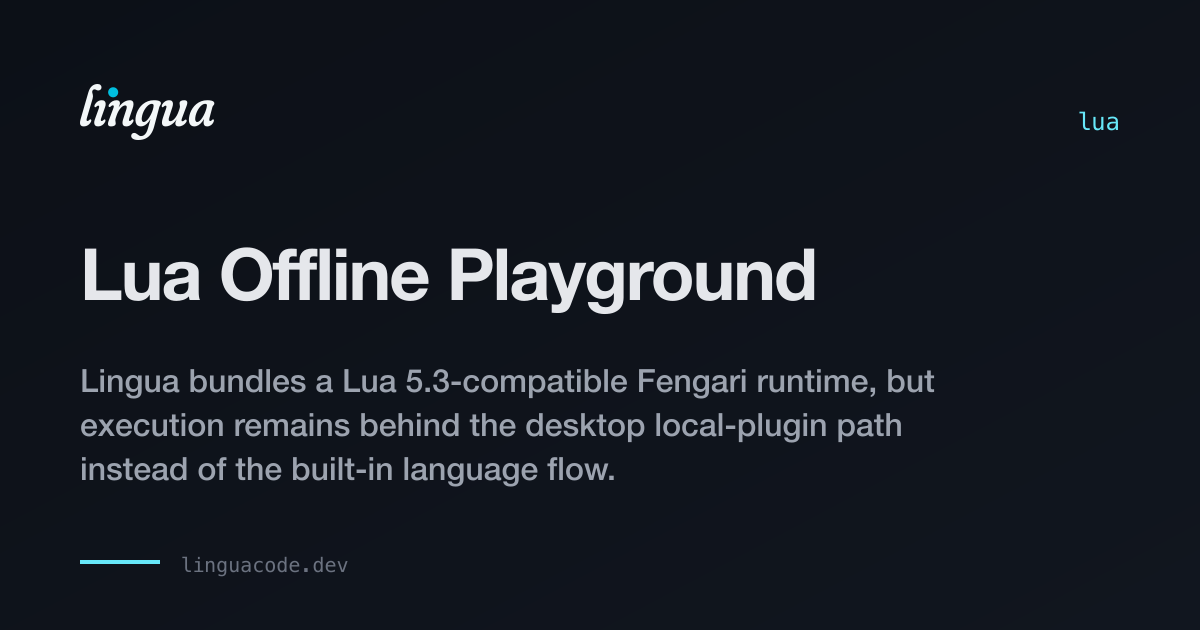 lingua
lua
Lua Offline Playground
Lingua bundles a Lua 5.3-compatible Fengari runtime, but
execution remains behind the desktop local-plugin path
instead of the built-in language flow.
linguacode.dev